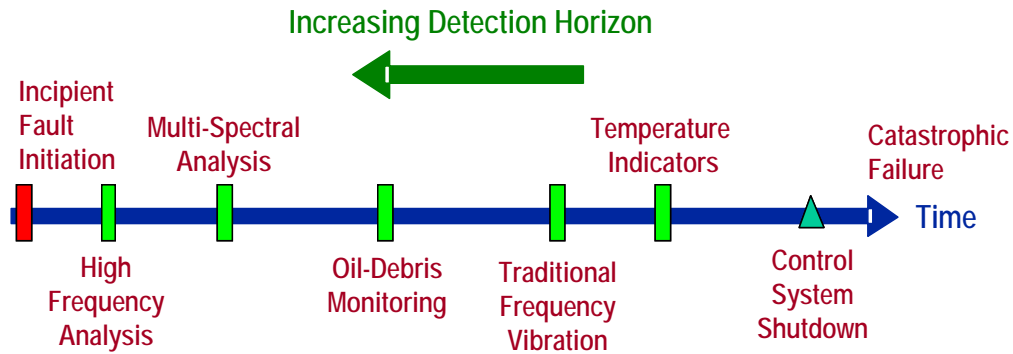 Increasing Detection Horizon
Incipient
Fault
Initiation
Multi-Spectral
Analysis
Temperature
Indicators
Catastrophic
Failure
Time
High
Frequency
Analysis
Oil-Debris
Monitoring
Traditional
Frequency
Vibration
Control
System
Shutdown